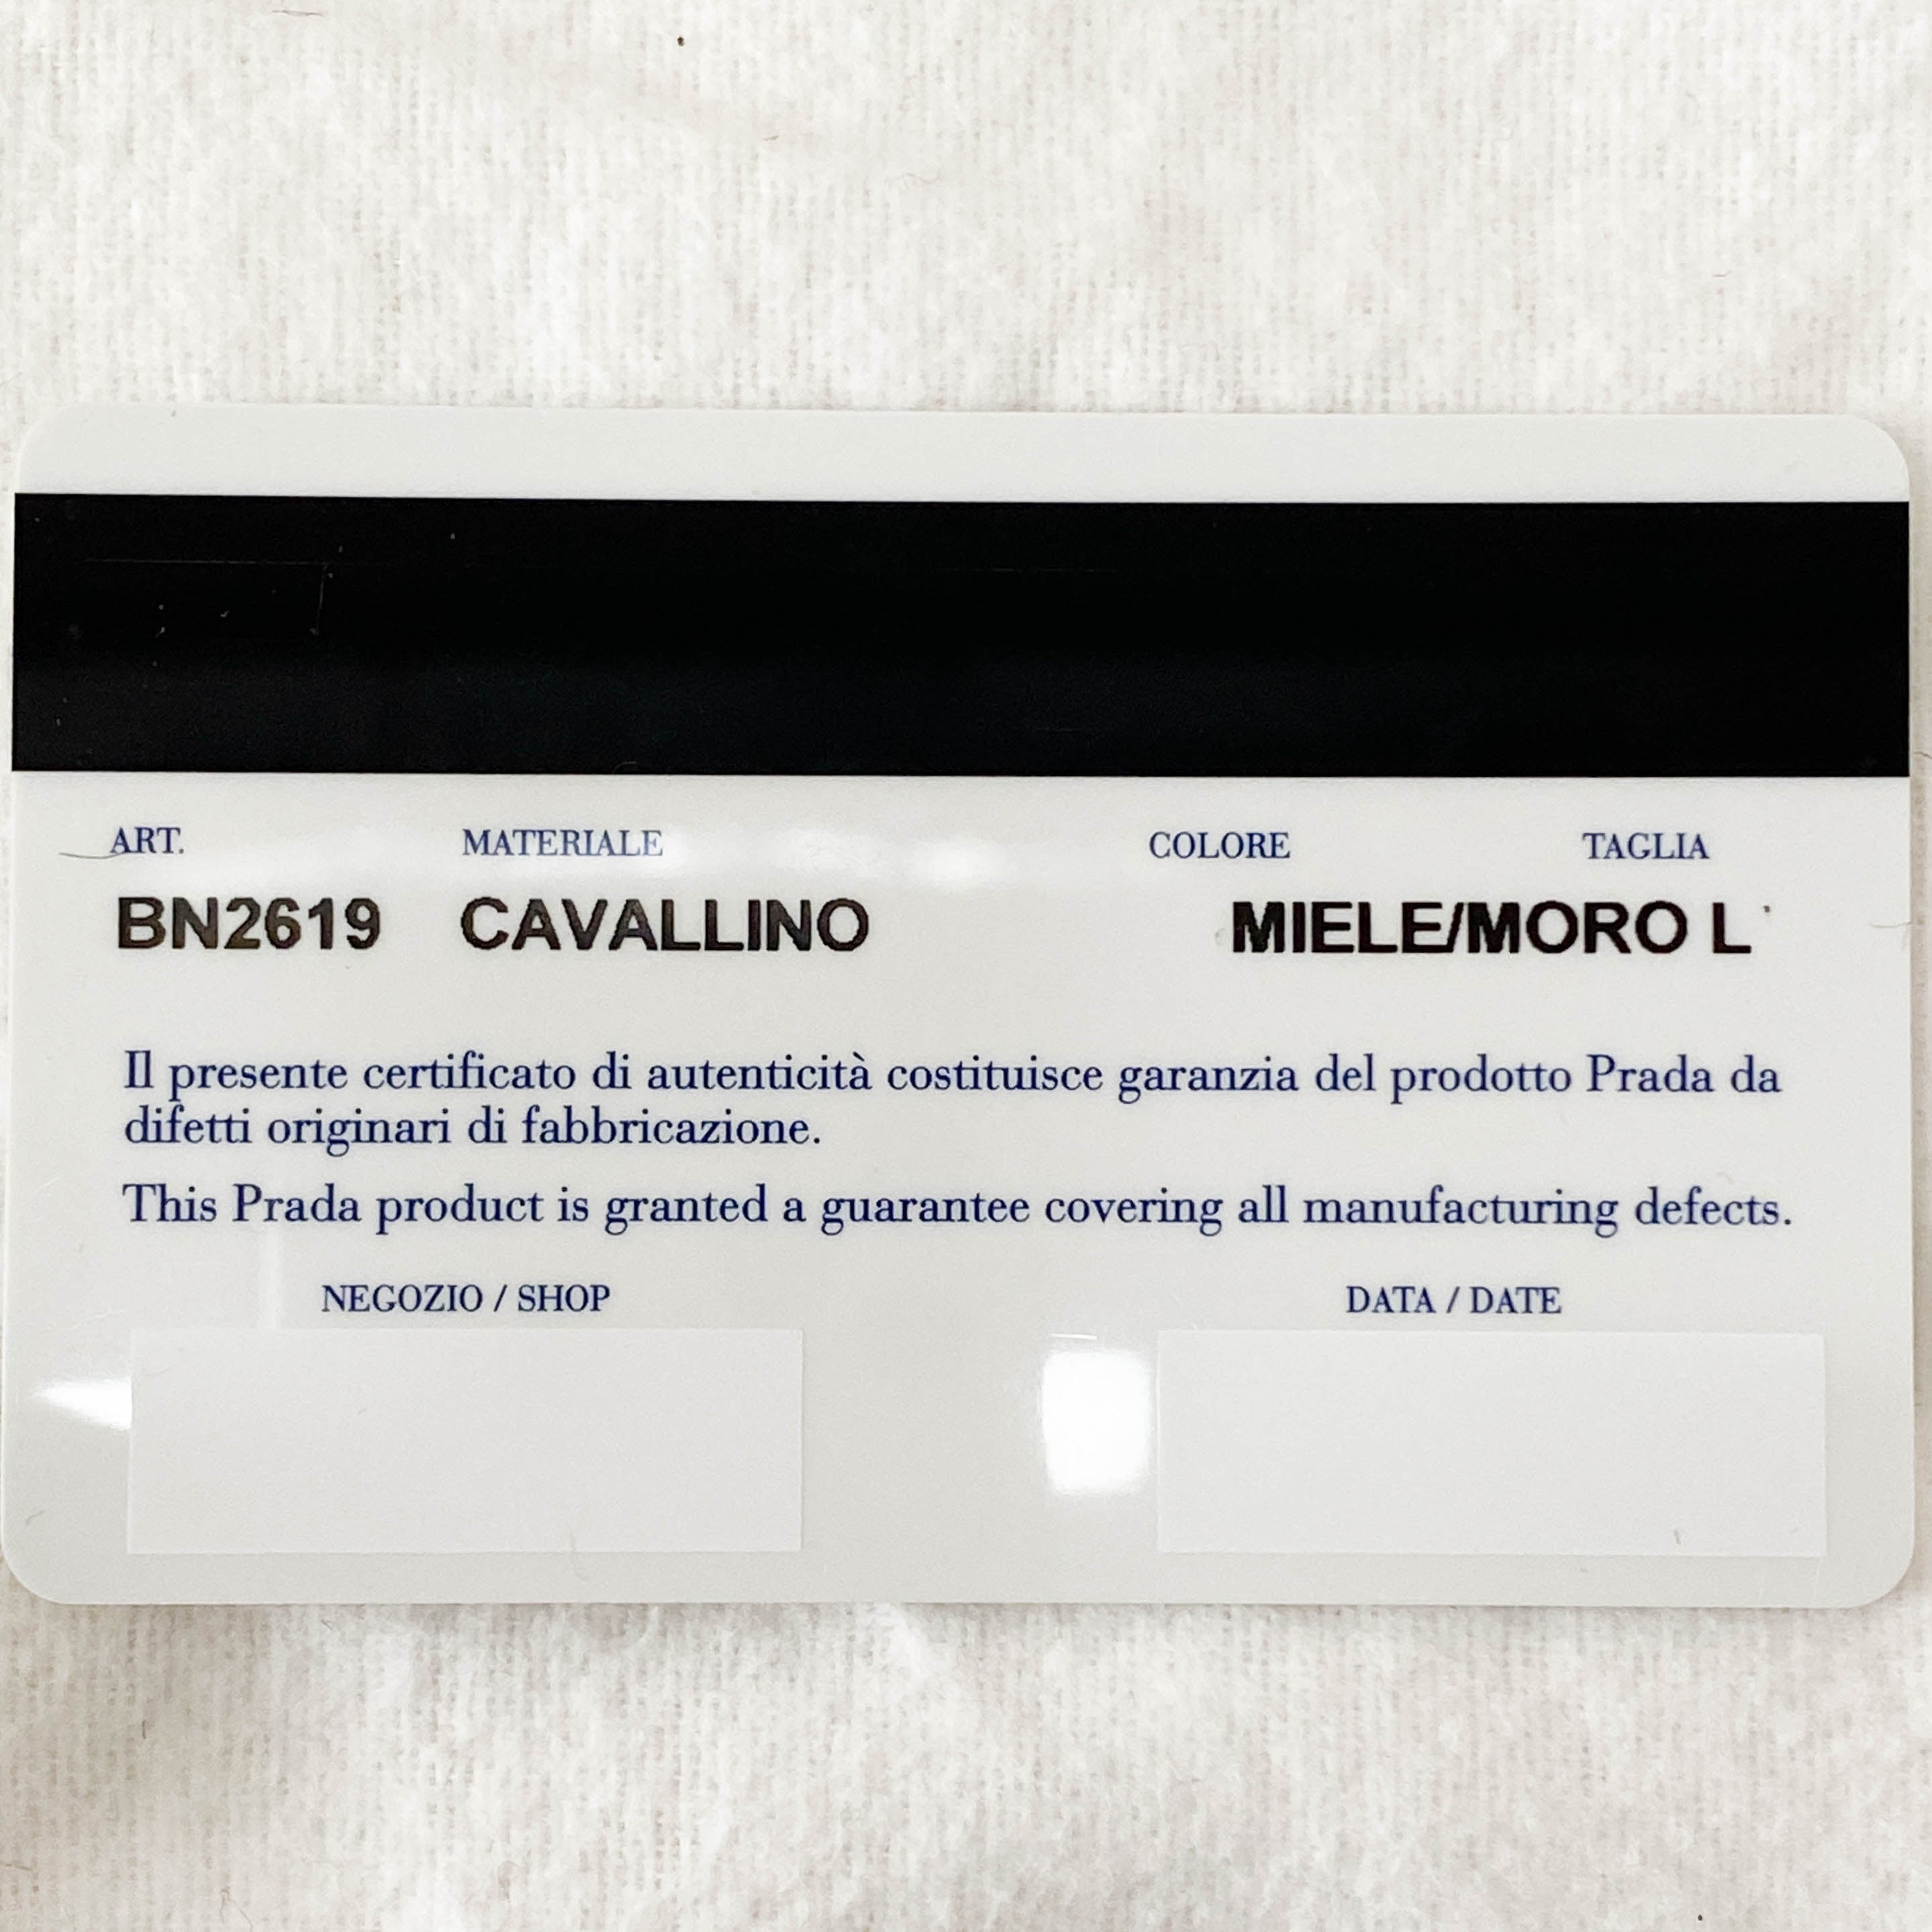 ART. MATERIALE COLORE TAGLIA
BN2619 CAVALLINO MIELE/MORO L
Il presente certificato di autenticità costituisce garanzia del prodotto Prada da
difetti originari di fabbricazione.
This Prada product is granted a guarantee covering all manufacturing defects.
NEGOZIO / SHOP DATA / DATE